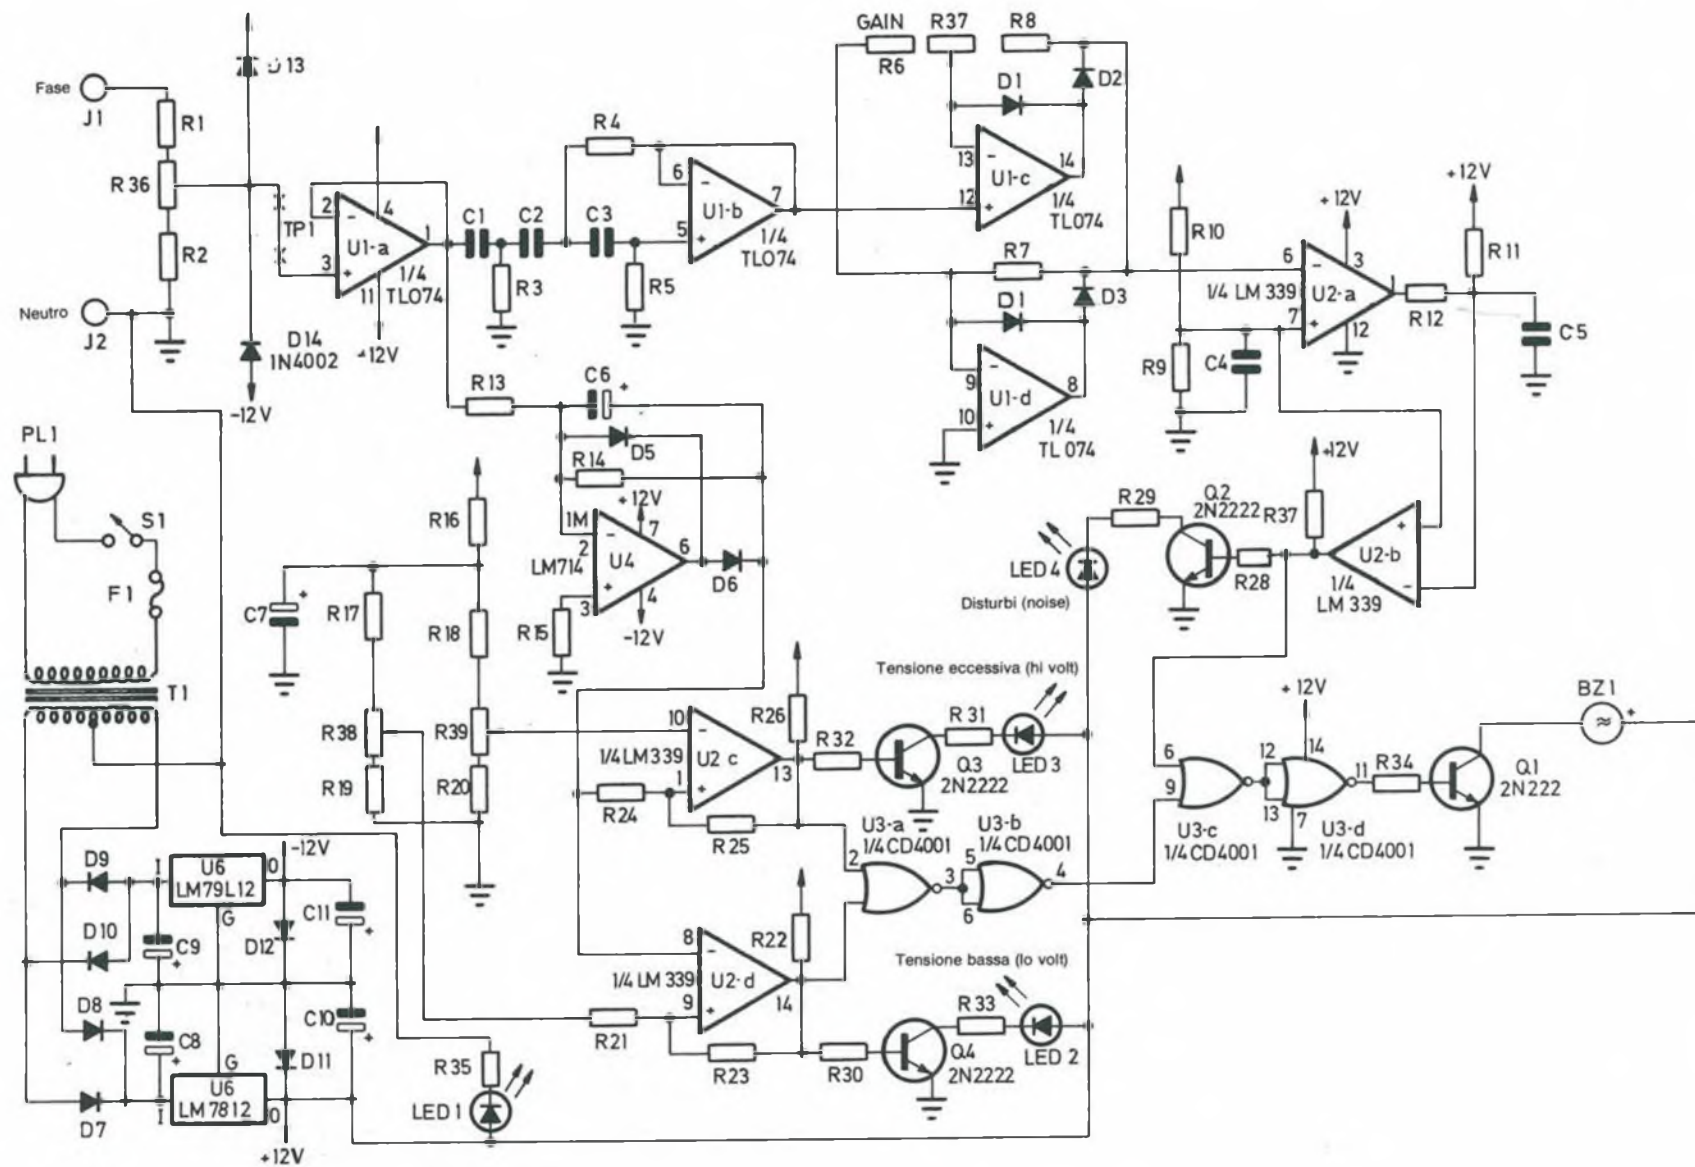 GAIN R37 R8
R6
D13
Fase
J1
R1
D1
D2
R4
R36
13
14
U1-c
12
1/4
TL074
6
7
U1-b
5
1/4
TL074
+12V
+12V
2
4
TP1
U1-a
1
3
11
1/4
TL074
-12V
C1
C2
C3
R2
R3
R5
R7
R10
R11
6
3
1
1/4 LM339
U2-a
7
12
R12
D1
D3
Neutro
J2
D14
1N4002
-12V
C5
R9
C4
R13
C6
+
9
8
U1-d
10
1/4
TL 074
D5
R14
PL1
+12V
S1
R16
1M
+12V
7
2
LM714
U4
6
D6
3
4
-12V
R29
Q2
2N2222
R37
+
U2-b
-
1/4
LM 339
R28
LED 4
F1
C7
+
R17
R18
R15
Disturbi (noise)
Tensione eccessiva (hi volt)
T1
R38
R39
R26
+12V
BZ1
≈
+
10
1/4 LM339
U2 c
1
13
R32
R31
LED 3
Q3
2N2222
6
9
12
14
13
7
11
R34
Q1
2N222
R19
R20
R24
R25
U3-a
1/4 CD4001
U3-b
1/4 CD4001
U3-c
1/4 CD4001
U3-d
1/4 CD4001
2
3
5
6
4
D9
I
U6
LM79L12
O
-12V
G
C11
+
D10
C9
+
D12
8
R22
1/4 LM 339
U2-d
9
14
Tensione bassa (lo volt)
D8
C8
+
C10
+
R21
R33
R23
R30
Q4
2N2222
LED 2
G
D11
R35
U6
LM7812
I
O
D7
LED 1
+12V